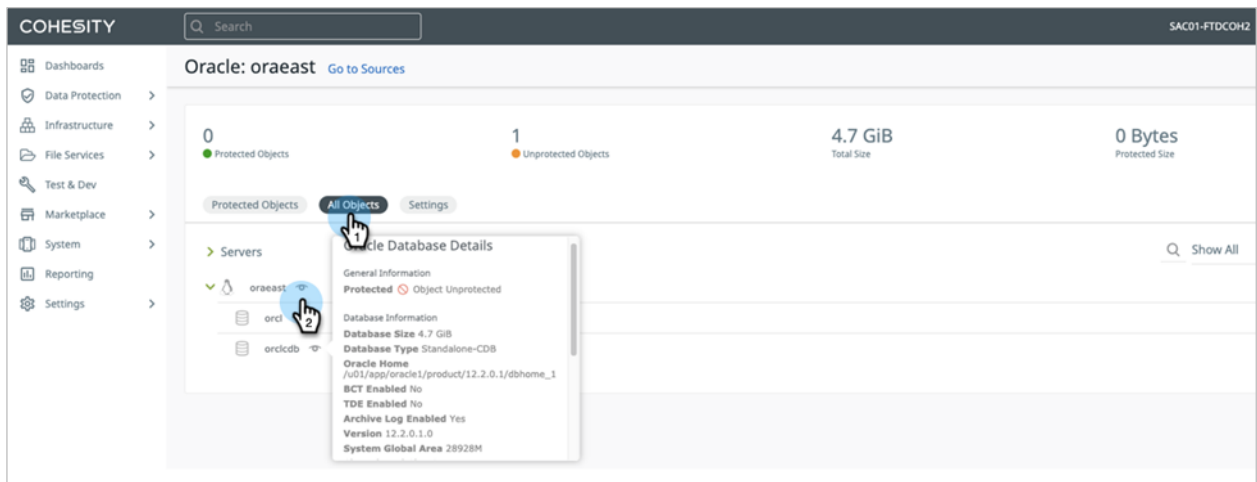 COHESITY
Search
SAC01-FTDCOH2
Dashboards
Data Protection
Infrastructure
File Services
Test & Dev
Marketplace
System
Reporting
Settings
Oracle: oraeast Go to Sources
0
Protected Objects
1
Unprotected Objects
4.7 GiB
Total Size
0 Bytes
Protected Size
Protected Objects
All Objects
Settings
1
Servers
Show All
oraeast
2
orcl
orclcdb
Oracle Database Details
General Information
Protected Object Unprotected
Database Information
Database Size 4.7 GiB
Database Type Standalone-CDB
Oracle Home
/u01/app/oracle1/product/12.2.0.1/dbhome_1
BCT Enabled No
TDE Enabled No
Archive Log Enabled Yes
Version 12.2.0.1.0
System Global Area 28928M